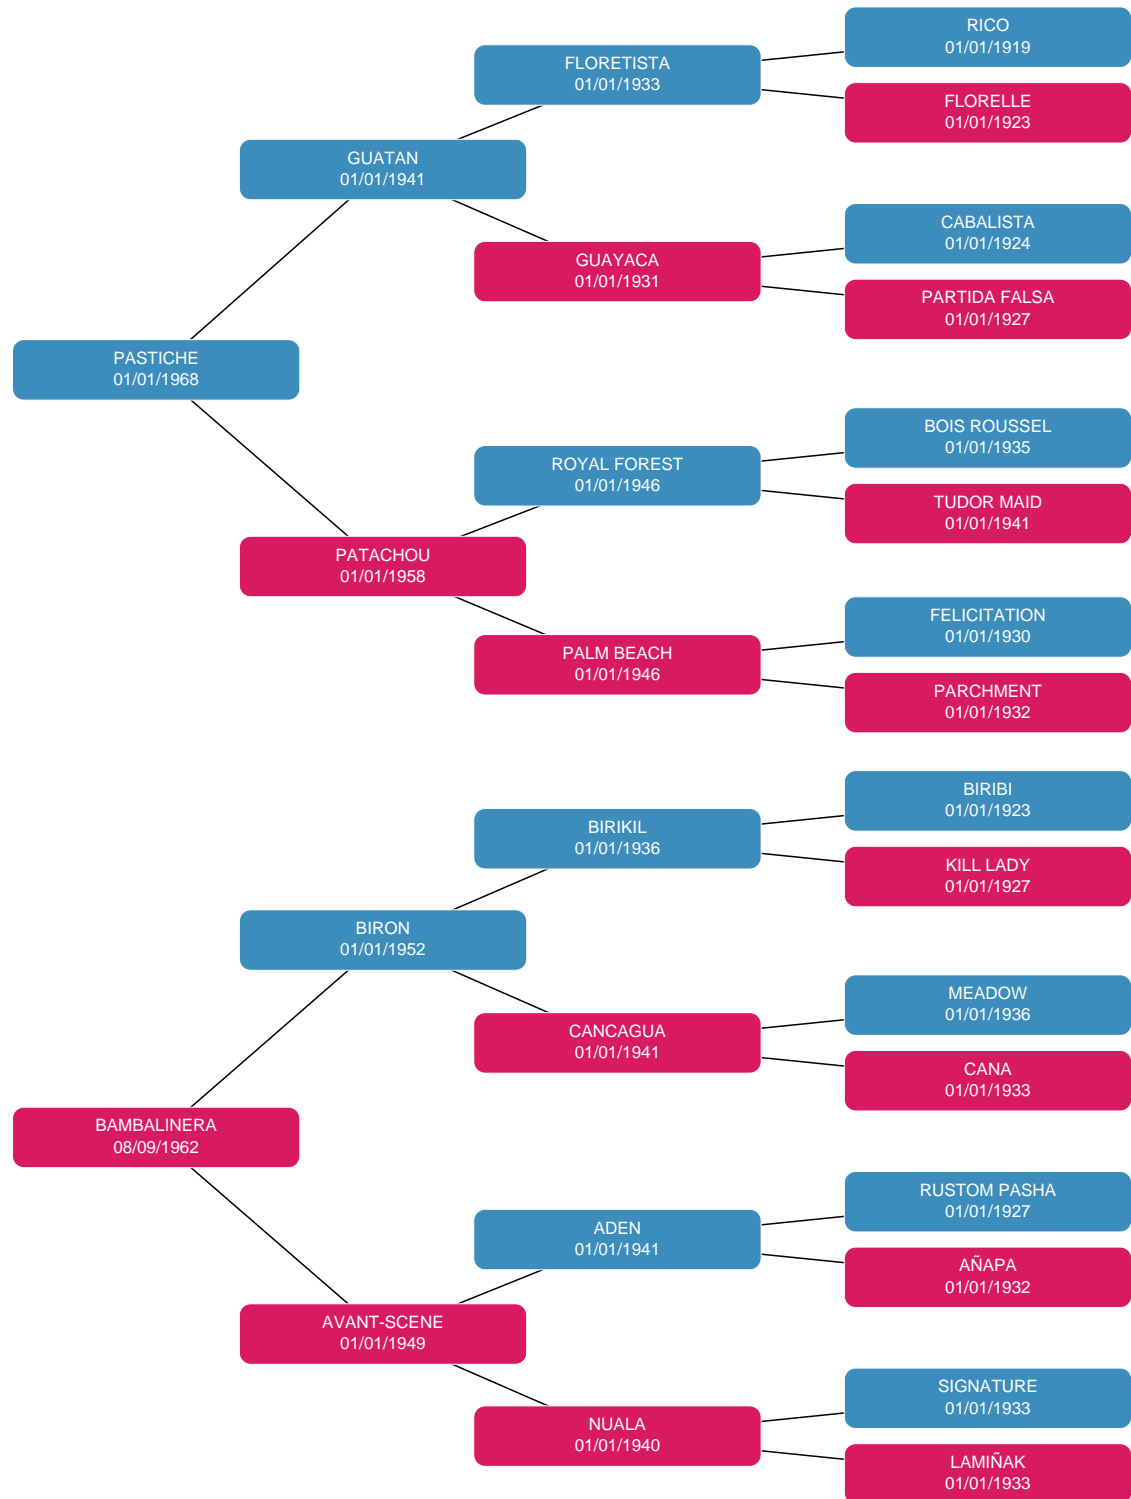 RICO
01/01/1919
FLORETISTA
01/01/1933
FLORELLE
01/01/1923
GUATAN
01/01/1941
CABALISTA
01/01/1924
GUAYACA
01/01/1931
PARTIDA FALSA
01/01/1927
PASTICHE
01/01/1968
BOIS ROUSSEL
01/01/1935
ROYAL FOREST
01/01/1946
TUDOR MAID
01/01/1941
PATACHOU
01/01/1958
FELICITATION
01/01/1930
PALM BEACH
01/01/1946
PARCHMENT
01/01/1932
BIRIBI
01/01/1923
BIRIKIL
01/01/1936
KILL LADY
01/01/1927
BIRON
01/01/1952
MEADOW
01/01/1936
CANCAGUA
01/01/1941
CANA
01/01/1933
BAMBALINERA
08/09/1962
RUSTOM PASHA
01/01/1927
ADEN
01/01/1941
AÑAPA
01/01/1932
AVANT-SCENE
01/01/1949
SIGNATURE
01/01/1933
NUALA
01/01/1940
LAMIÑAK
01/01/1933